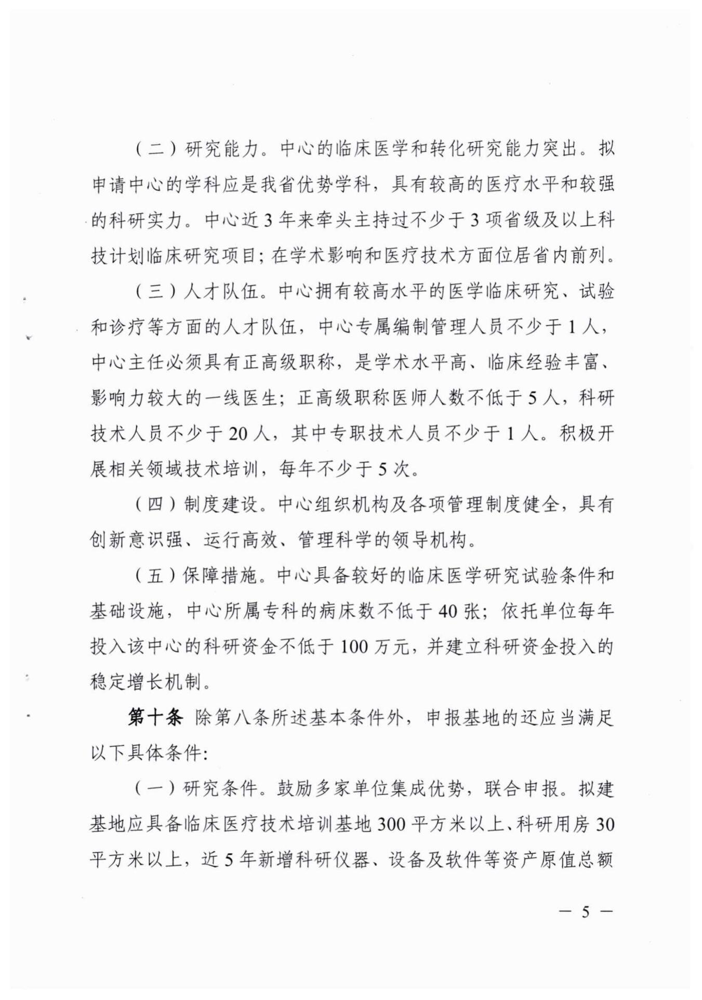 （二）研究能力。中心的临床医学和转化研究能力突出。拟
申请中心的学科应是我省优势学科，具有较高的医疗水平和较强
的科研实力。中心近 3 年来牵头主持过不少于 3 项省级及以上科
技计划临床研究项目；在学术影响和医疗技术方面位居省内前列。
（三）人才队伍。中心拥有较高水平的医学临床研究、试验
和诊疗等方面的人才队伍，中心专属编制管理人员不少于 1 人，
中心主任必须具有正高级职称，是学术水平高、临床经验丰富、
影响力较大的一线医生；正高级职称医师人数不低于 5 人，科研
技术人员不少于 20 人，其中专职技术人员不少于 1 人。积极开
展相关领域技术培训，每年不少于 5 次。
（四）制度建设。中心组织机构及各项管理制度健全，具有
创新意识强、运行高效、管理科学的领导机构。
（五）保障措施。中心具备较好的临床医学研究试验条件和
基础设施，中心所属专科的病床数不低于 40 张；依托单位每年
投入该中心的科研资金不低于 100 万元，并建立科研资金投入的
稳定增长机制。
第十条 除第八条所述基本条件外，申报基地的还应当满足
以下具体条件：
（一）研究条件。鼓励多家单位集成优势，联合申报。拟建
基地应具备临床医疗技术培训基地 300 平方米以上、科研用房 30
平方米以上，近 5 年新增科研仪器、设备及软件等资产原值总额
— 5 —